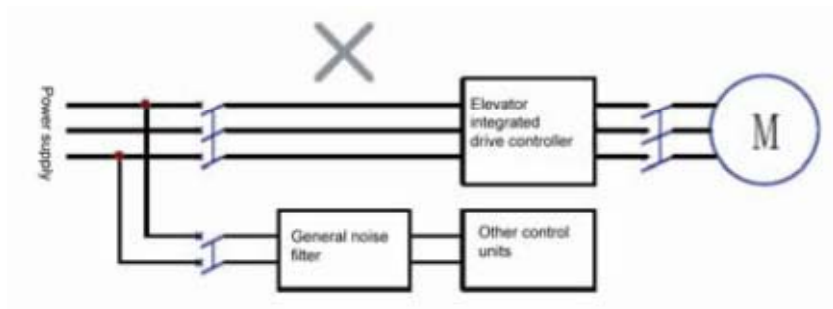 Power supply
Elevator
integrated
drive controller
M
General noise
filter
Other control
units